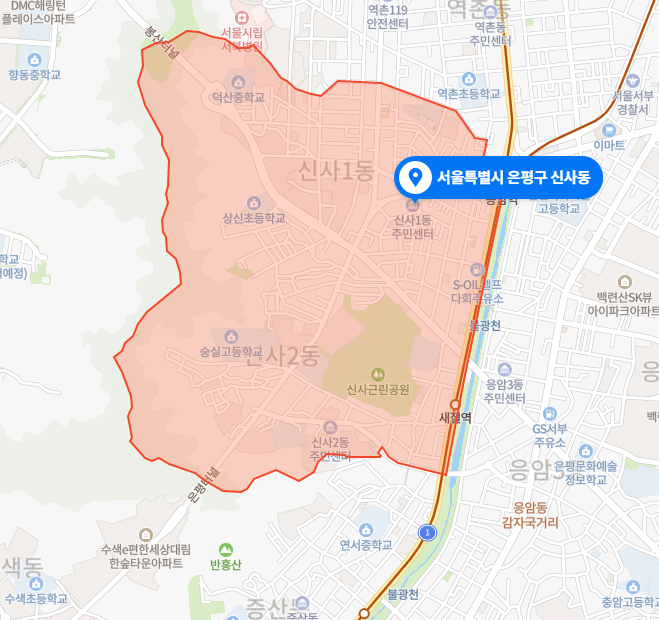 DMC해링턴
플레이스아파트
향동중학교
봉산터널
서울시립
서북병원
덕산중학교
역촌119
안전센터
역촌동
역촌동
주민센터
역촌초등학교
서울서부
경찰서
이마트
신사1동
서울특별시 은평구 신사동
상신초등학교
신사1동
주민센터
고등학교
S-OIL셀프
다회주유소
불광천
백련산SK뷰
아이파크아파트
숭실고등학교
신사2동
신사근린공원
응암3동
주민센터
새절역
GS서부
주유소
신사2동
주민센터
은평터널
은평문화예술
정보학교
응암동
감자국거리
수색e편한세상대림
한숲타운아파트
반홍산
연서중학교
1
수색초등학교
증산동
불광천
충암고등학교